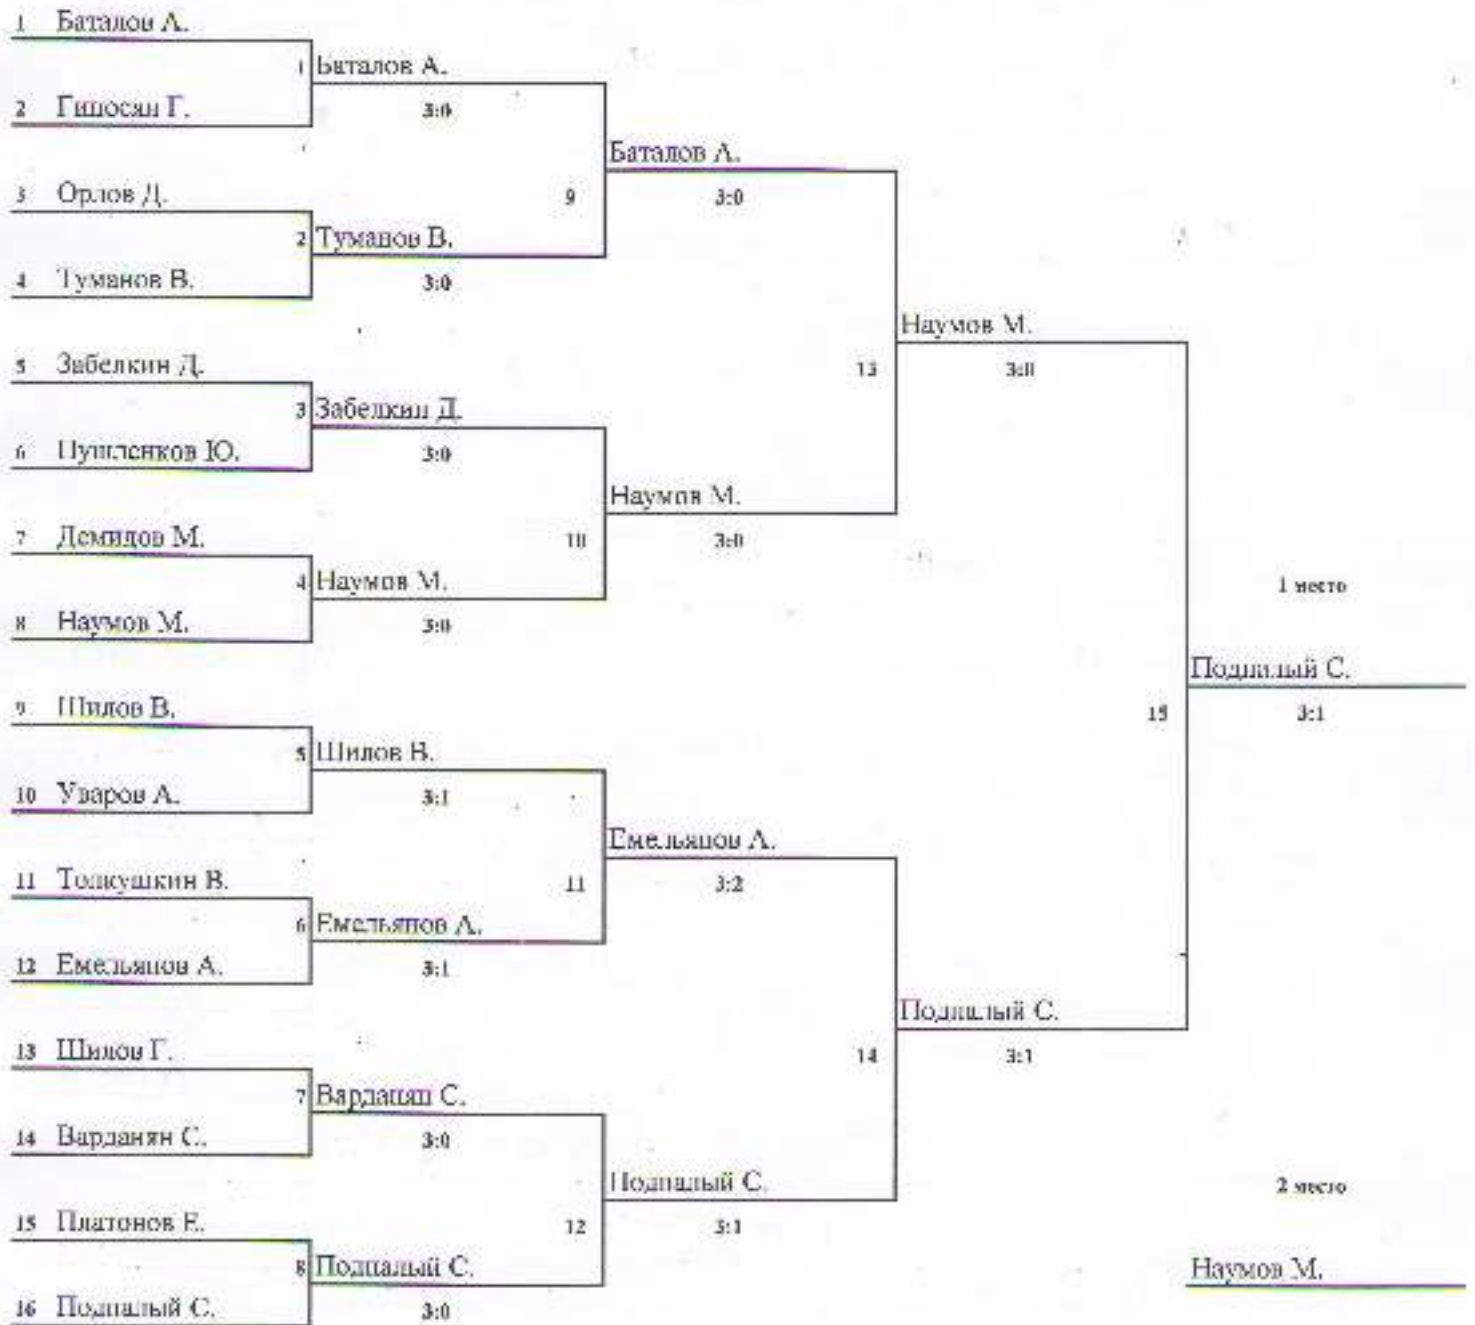 1 Баталов А.
1 Баталов А.
2 Гипосян Г.
3:0
Баталов А.
3 Орлов Д.
9
3:0
2 Туманов В.
4 Туманов В.
3:0
Наумов М.
5 Забелкин Д.
13
3:0
3 Забелкин Д.
6 Пушленков Ю.
3:0
Наумов М.
7 Демидов М.
10
3:0
4 Наумов М.
1 место
8 Наумов М.
3:0
Подпалый С.
9 Шилов В.
15
3:1
5 Шилов В.
10 Уваров А.
3:1
Емельянов А.
11 Толкушкин В.
11
3:2
6 Емельянов А.
12 Емельянов А.
3:1
Подпалый С.
13 Шилов Г.
14
3:1
7 Варданян С.
14 Варданян С.
3:0
Подпалый С.
2 место
15 Платонов Е.
12
3:1
8 Подпалый С.
Наумов М.
16 Подпалый С.
3:0